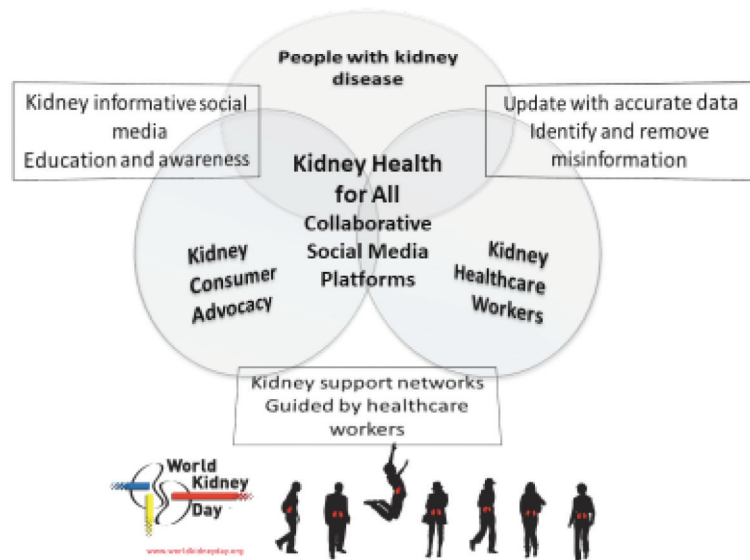 People with kidney
disease
Kidney informative social
media
Education and awareness
Update with accurate data
Identify and remove
misinformation
Kidney Health
for All
Collaborative
Social Media
Platforms
Kidney
Consumer
Advocacy
Kidney
Healthcare
Workers
Kidney support networks
Guided by healthcare
workers
World
Kidney
Day
www.worldkidneyday.org